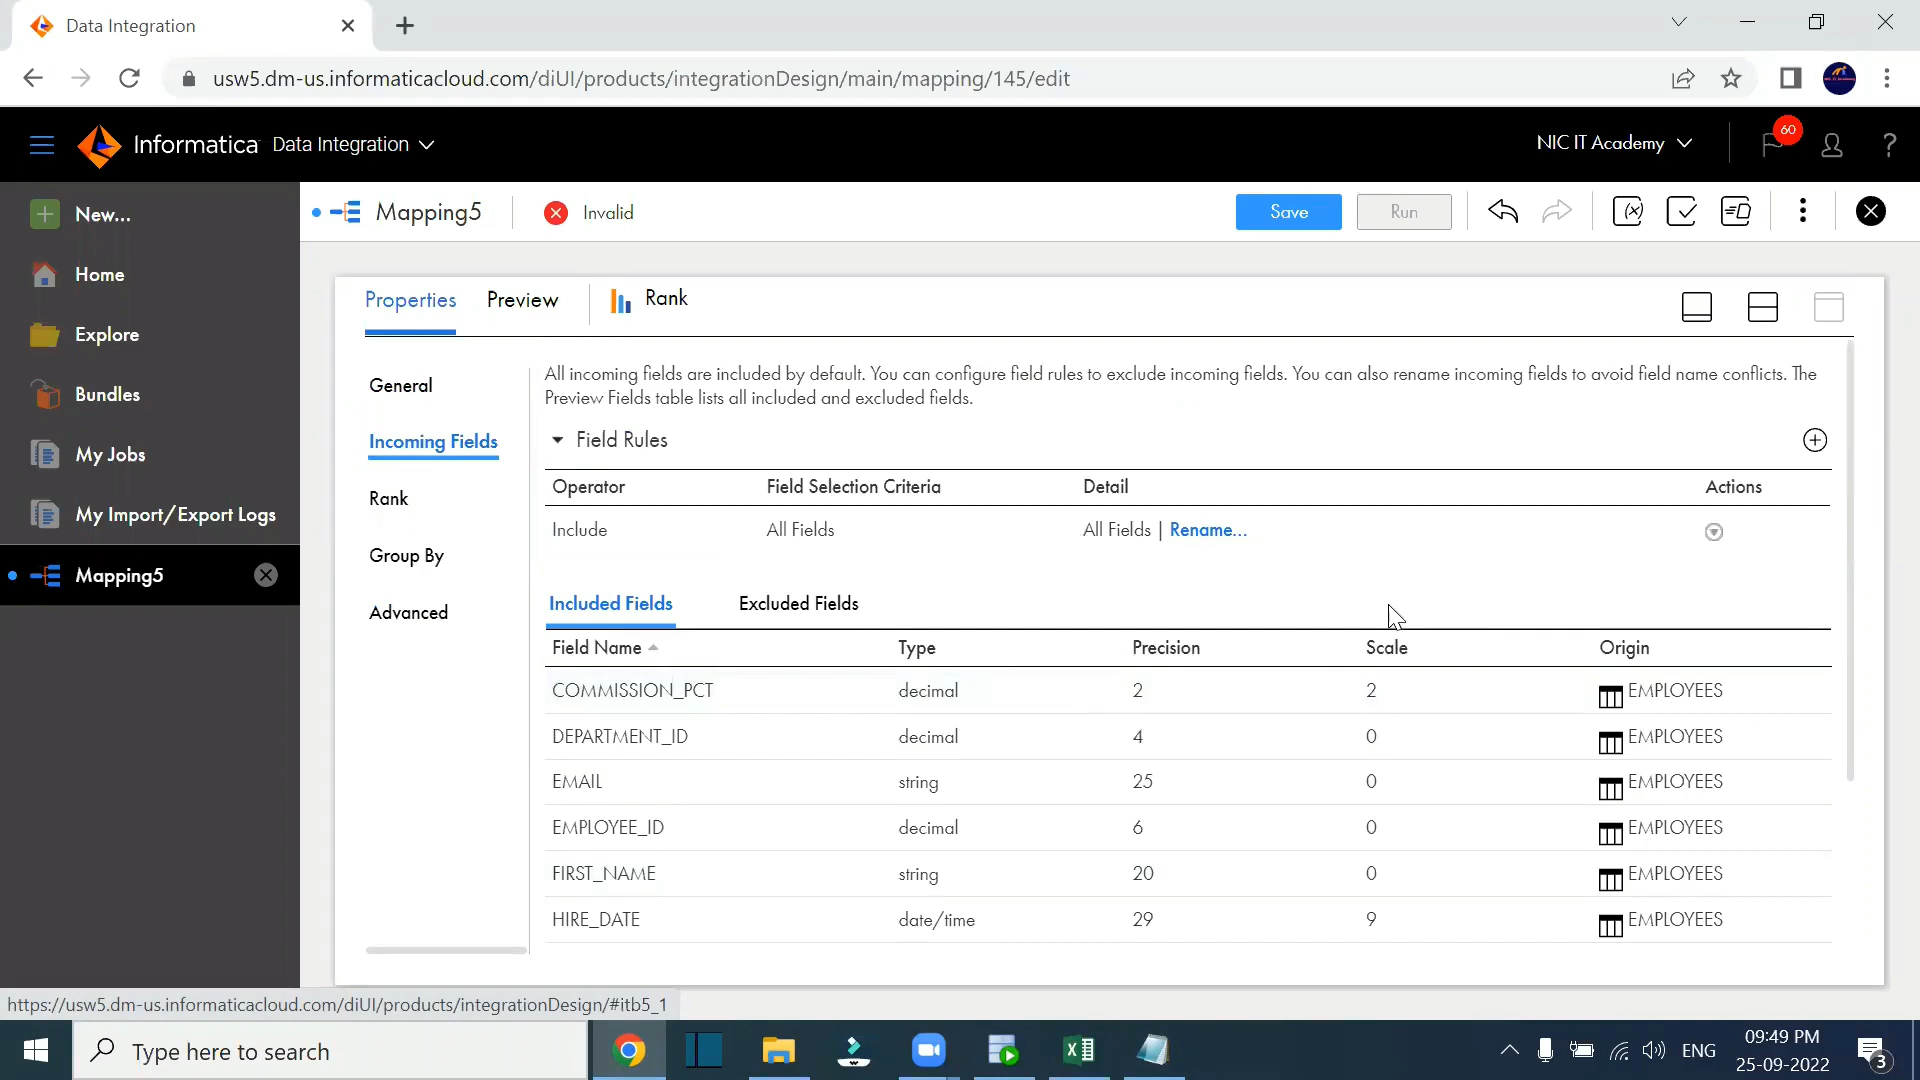 Data Integration
usw5.dm-us.informaticacloud.com/diUI/products/integrationDesign/main/mapping/145/edit
Informatica Data Integration
NIC IT Academy
60
?
New...
Home
Explore
Bundles
My Jobs
My Import/Export Logs
Mapping5
Mapping5
Invalid
Save
Run
Properties
Preview
Rank
General
Incoming Fields
Rank
Group By
Advanced
All incoming fields are included by default. You can configure field rules to exclude incoming fields. You can also rename incoming fields to avoid field name conflicts. The
Preview Fields table lists all included and excluded fields.
Field Rules
Operator Field Selection Criteria Detail Actions
Include All Fields All Fields | Rename...
Included Fields Excluded Fields
Field Name Type Precision Scale Origin
COMMISSION_PCT decimal 2 2 EMPLOYEES
DEPARTMENT_ID decimal 4 0 EMPLOYEES
EMAIL string 25 0 EMPLOYEES
EMPLOYEE_ID decimal 6 0 EMPLOYEES
FIRST_NAME string 20 0 EMPLOYEES
HIRE_DATE date/time 29 9 EMPLOYEES
https://usw5.dm-us.informaticacloud.com/diUI/products/integrationDesign/#itb5_1
Type here to search
ENG
09:49 PM
25-09-2022
3